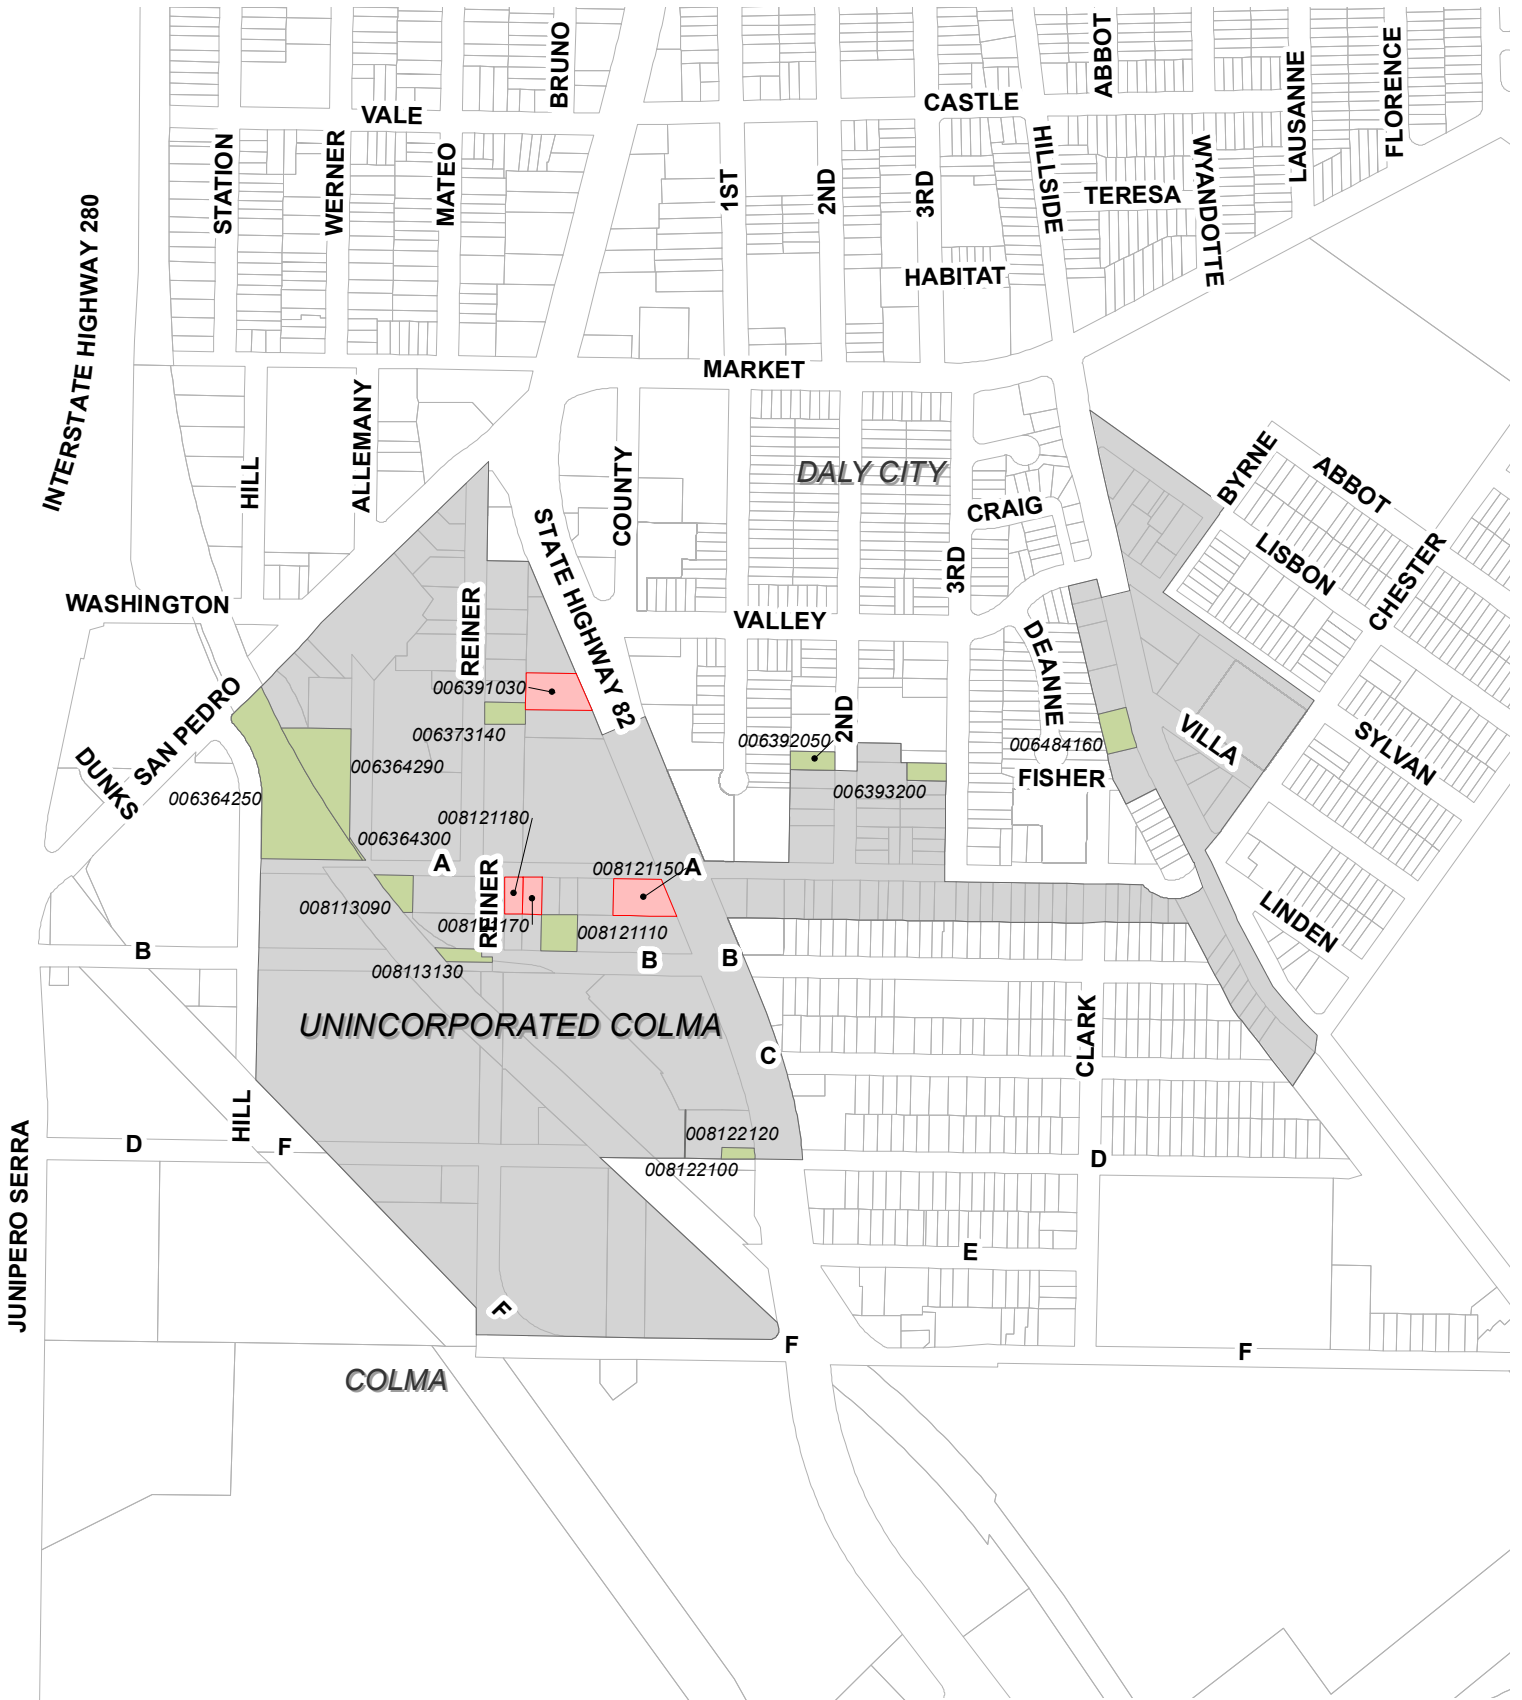 BRUNO
ABBOT
FLORENCE
LAUSANNE
CASTLE
VALE
STATION
WERNER
MATEO
1ST
2ND
3RD
HILLSIDE
TERESA
WYANDOTTE
HABITAT
INTERSTATE HIGHWAY 280
MARKET
HILL
ALLEMANY
COUNTY
DALY CITY
CRAIG
BYRNE
ABBOT
LISBON
CHESTER
STATE HIGHWAY 82
3RD
WASHINGTON
REINER
VALLEY
DEANNE
006391030
SAN PEDRO
2ND
006373140
006392050
006484160
VILLA
SYLVAN
DUNKS
006364290
FISHER
006364250
006393200
008121180
006364300
A
008121150
A
REINER
008113090
008121170
008121110
LINDEN
B
B
B
008113130
UNINCORPORATED COLMA
CLARK
C
HILL
D
F
008122120
008122100
D
JUNIPERO SERRA
E
F
F
F
COLMA